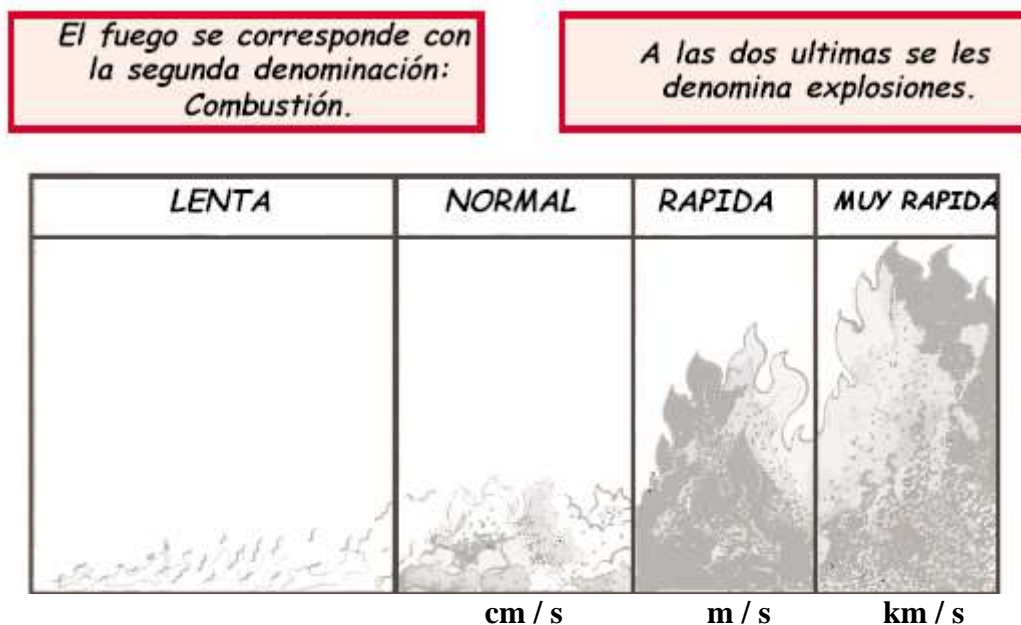 El fuego se corresponde con
la segunda denominación:
Combustión.
A las dos ultimas se les
denomina explosiones.
LENTA NORMAL RAPIDA MUY RAPIDA
cm / s m / s km / s